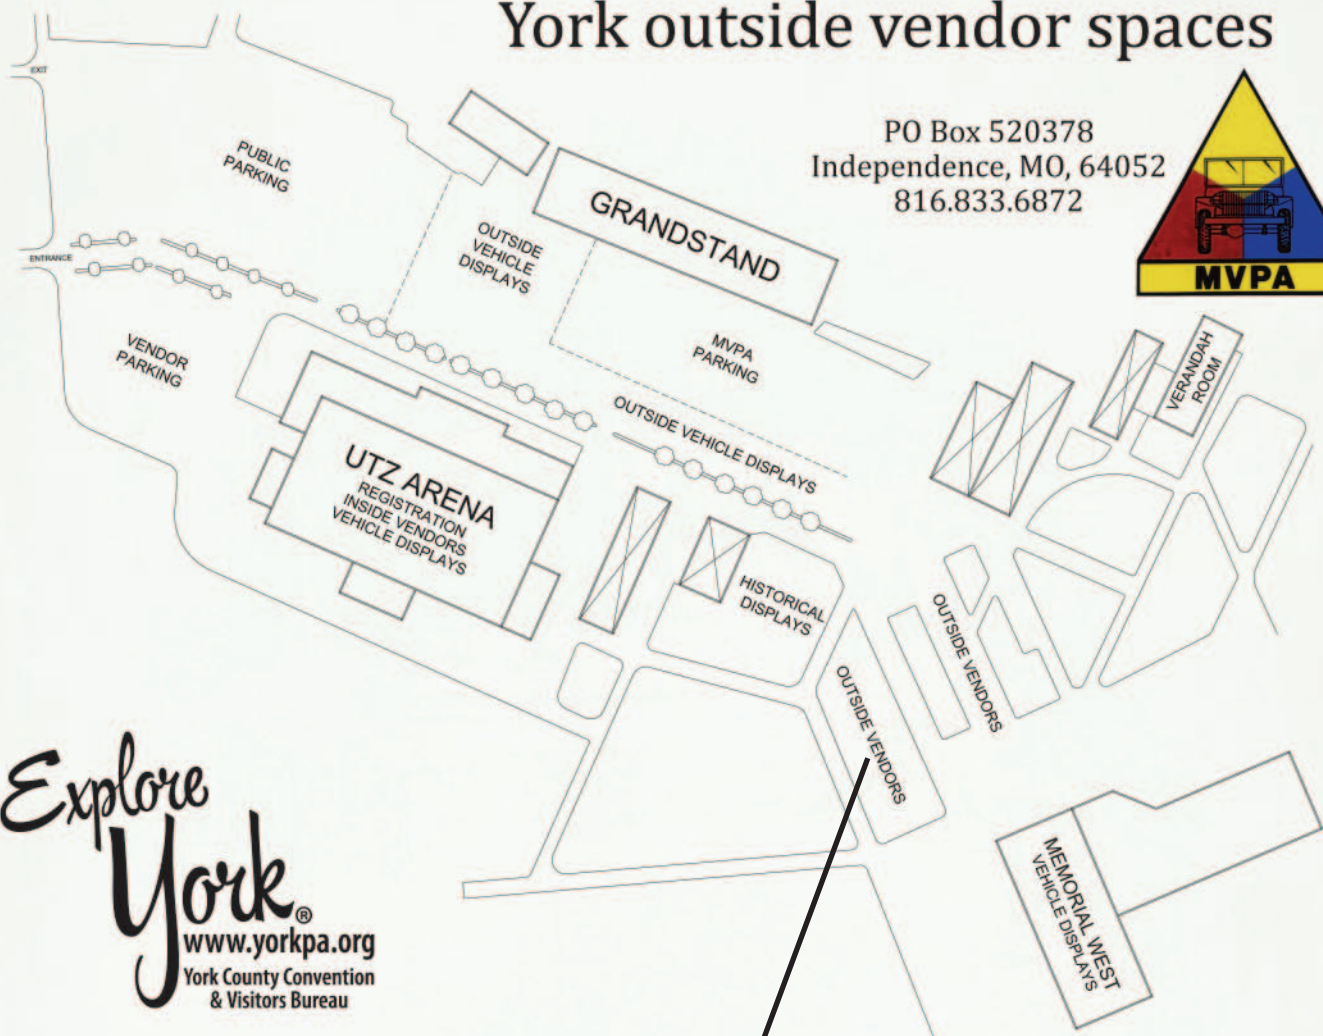 York outside vendor spaces
PO Box 520378
Independence, MO, 64052
816.833.6872
MVPA
EXIT
PUBLIC
PARKING
ENTRANCE
VENDOR
PARKING
OUTSIDE
VEHICLE
DISPLAYS
GRANDSTAND
MVPA
PARKING
OUTSIDE VEHICLE DISPLAYS
VERANDAH
ROOM
UTZ ARENA
REGISTRATION
INSIDE VENDORS
VEHICLE DISPLAYS
HISTORICAL
DISPLAYS
OUTSIDE VENDORS
OUTSIDE VENDORS
MEMORIAL WEST
VEHICLE DISPLAYS
Explore
York®
www.yorkpa.org
York County Convention
& Visitors Bureau